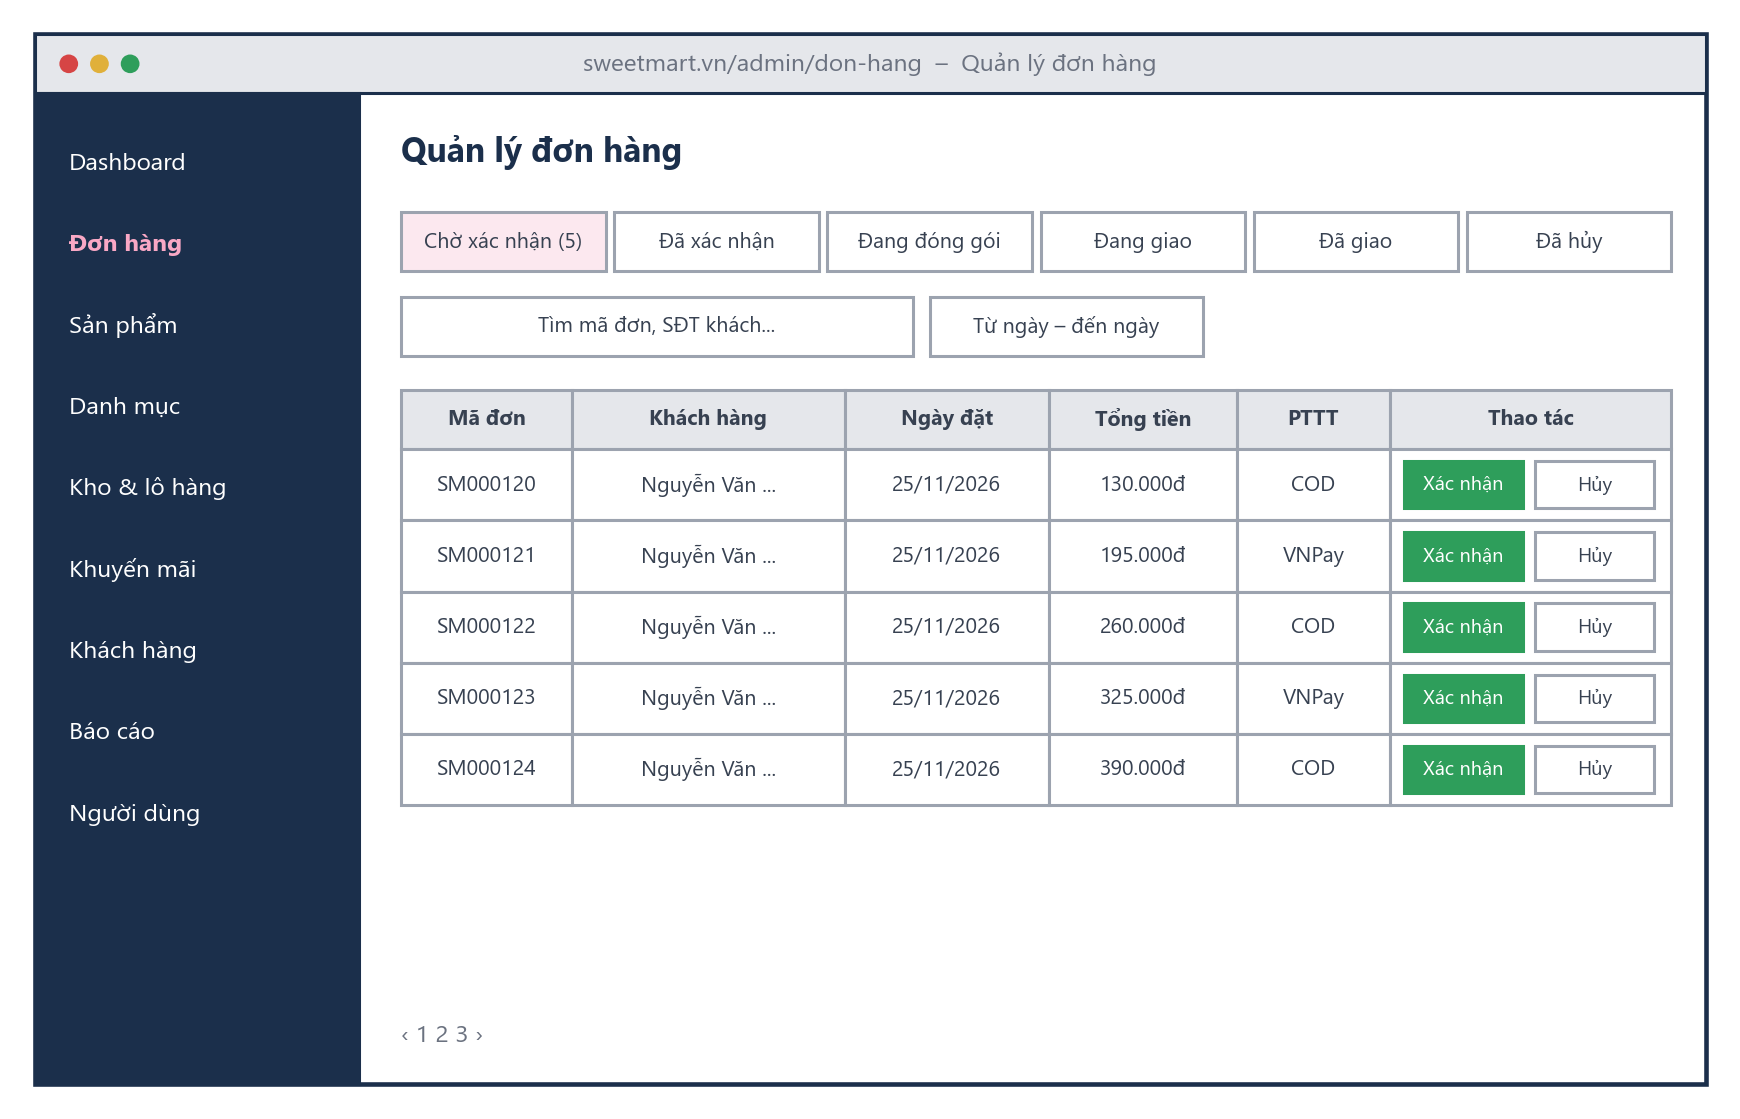 sweetmart.vn/admin/don-hang – Quản lý đơn hàng
Dashboard
Đơn hàng
Sản phẩm
Danh mục
Kho & lô hàng
Khuyến mãi
Khách hàng
Báo cáo
Người dùng
Quản lý đơn hàng
Chờ xác nhận (5) Đã xác nhận Đang đóng gói Đang giao Đã giao Đã hủy
Tìm mã đơn, SĐT khách... Từ ngày – đến ngày
Mã đơn Khách hàng Ngày đặt Tổng tiền PTTT Thao tác
SM000120 Nguyễn Văn ... 25/11/2026 130.000đ COD Xác nhận Hủy
SM000121 Nguyễn Văn ... 25/11/2026 195.000đ VNPay Xác nhận Hủy
SM000122 Nguyễn Văn ... 25/11/2026 260.000đ COD Xác nhận Hủy
SM000123 Nguyễn Văn ... 25/11/2026 325.000đ VNPay Xác nhận Hủy
SM000124 Nguyễn Văn ... 25/11/2026 390.000đ COD Xác nhận Hủy
‹ 1 2 3 ›